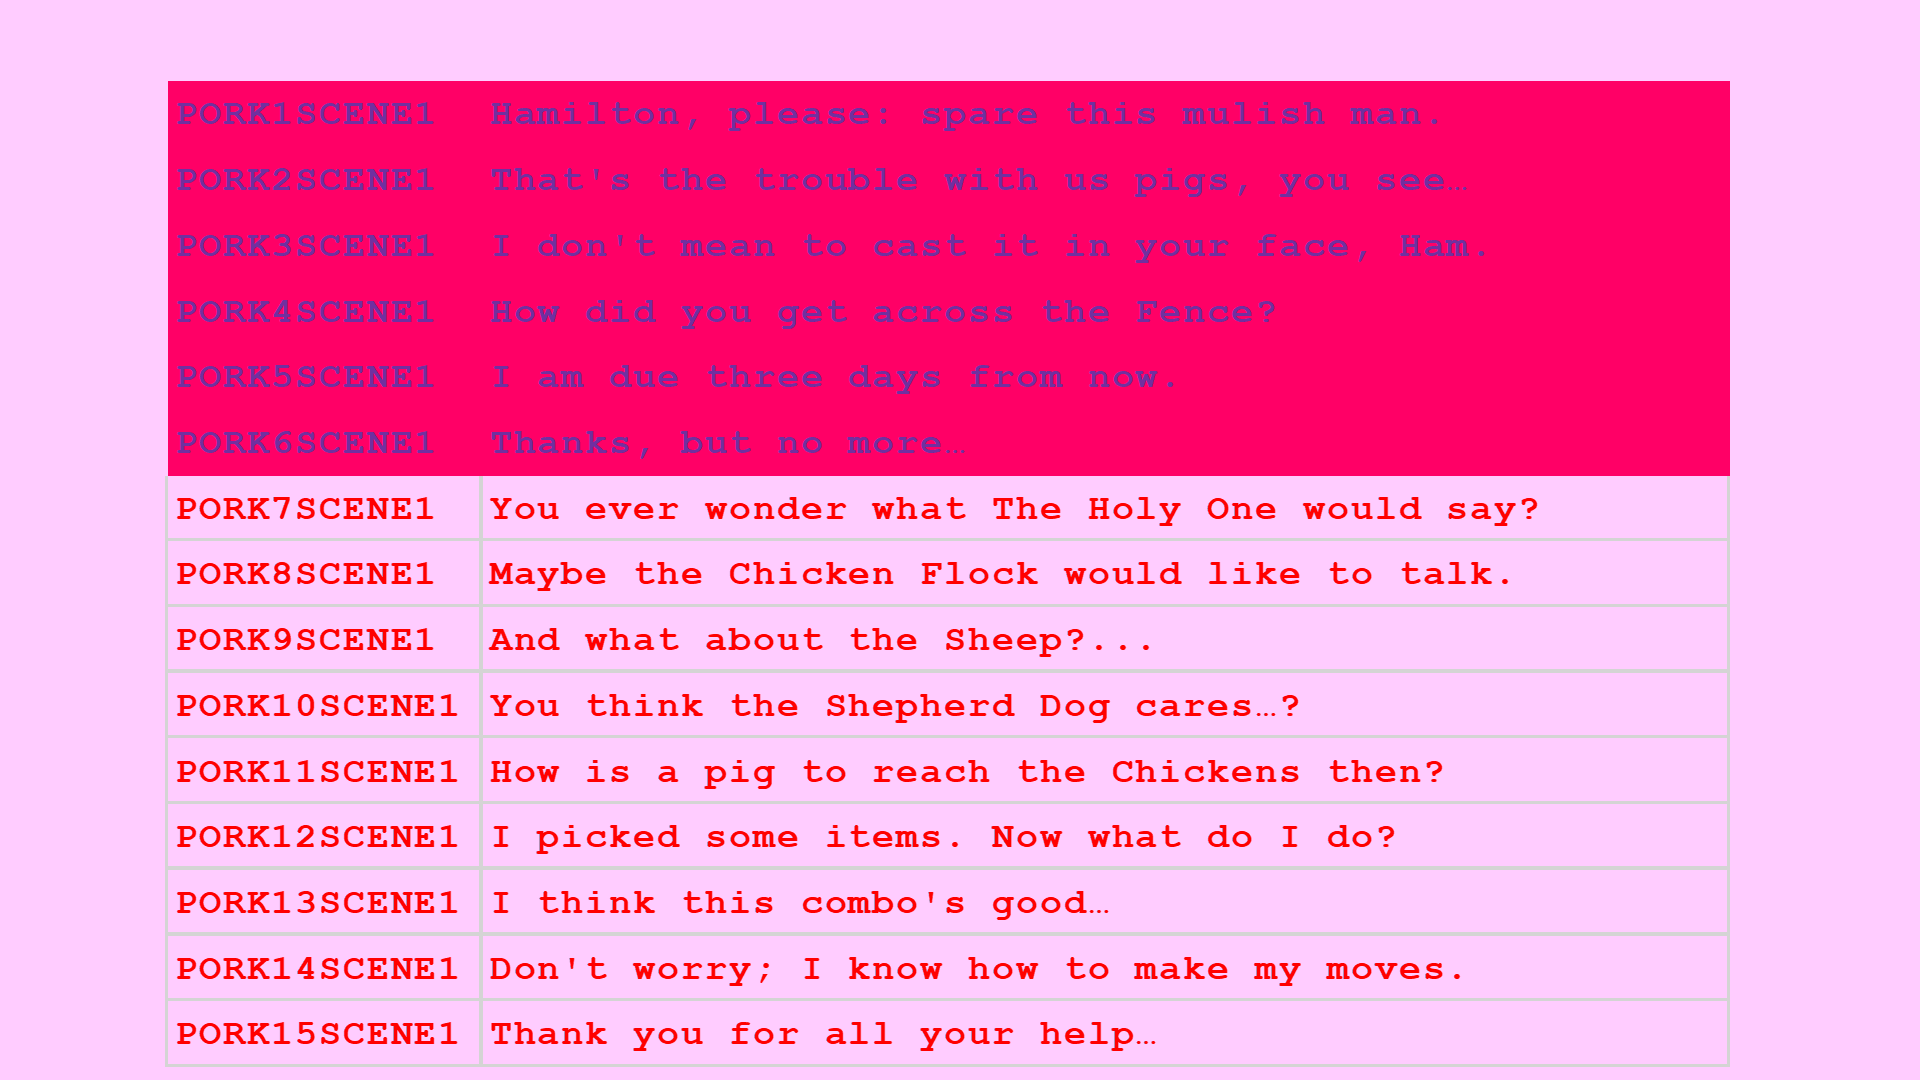 PORK1SCENE1 Hamilton, please: spare this mulish man.
PORK2SCENE1 That's the trouble with us pigs, you see…
PORK3SCENE1 I don't mean to cast it in your face, Ham.
PORK4SCENE1 How did you get across the Fence?
PORK5SCENE1 I am due three days from now.
PORK6SCENE1 Thanks, but no more…
PORK7SCENE1 You ever wonder what The Holy One would say?
PORK8SCENE1 Maybe the Chicken Flock would like to talk.
PORK9SCENE1 And what about the Sheep?...
PORK10SCENE1 You think the Shepherd Dog cares…?
PORK11SCENE1 How is a pig to reach the Chickens then?
PORK12SCENE1 I picked some items. Now what do I do?
PORK13SCENE1 I think this combo's good…
PORK14SCENE1 Don't worry; I know how to make my moves.
PORK15SCENE1 Thank you for all your help…